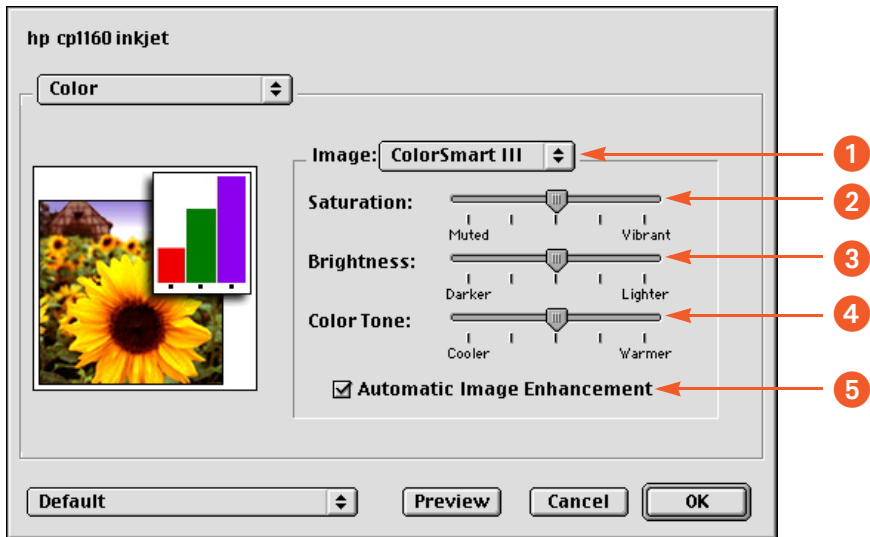 hp cp1160 inkjet
Color
Image: ColorSmart III
1
Saturation:
2
Muted Vibrant
Brightness:
3
Darker Lighter
Color Tone:
4
Cooler Warmer
Automatic Image Enhancement
5
Default Preview Cancel OK